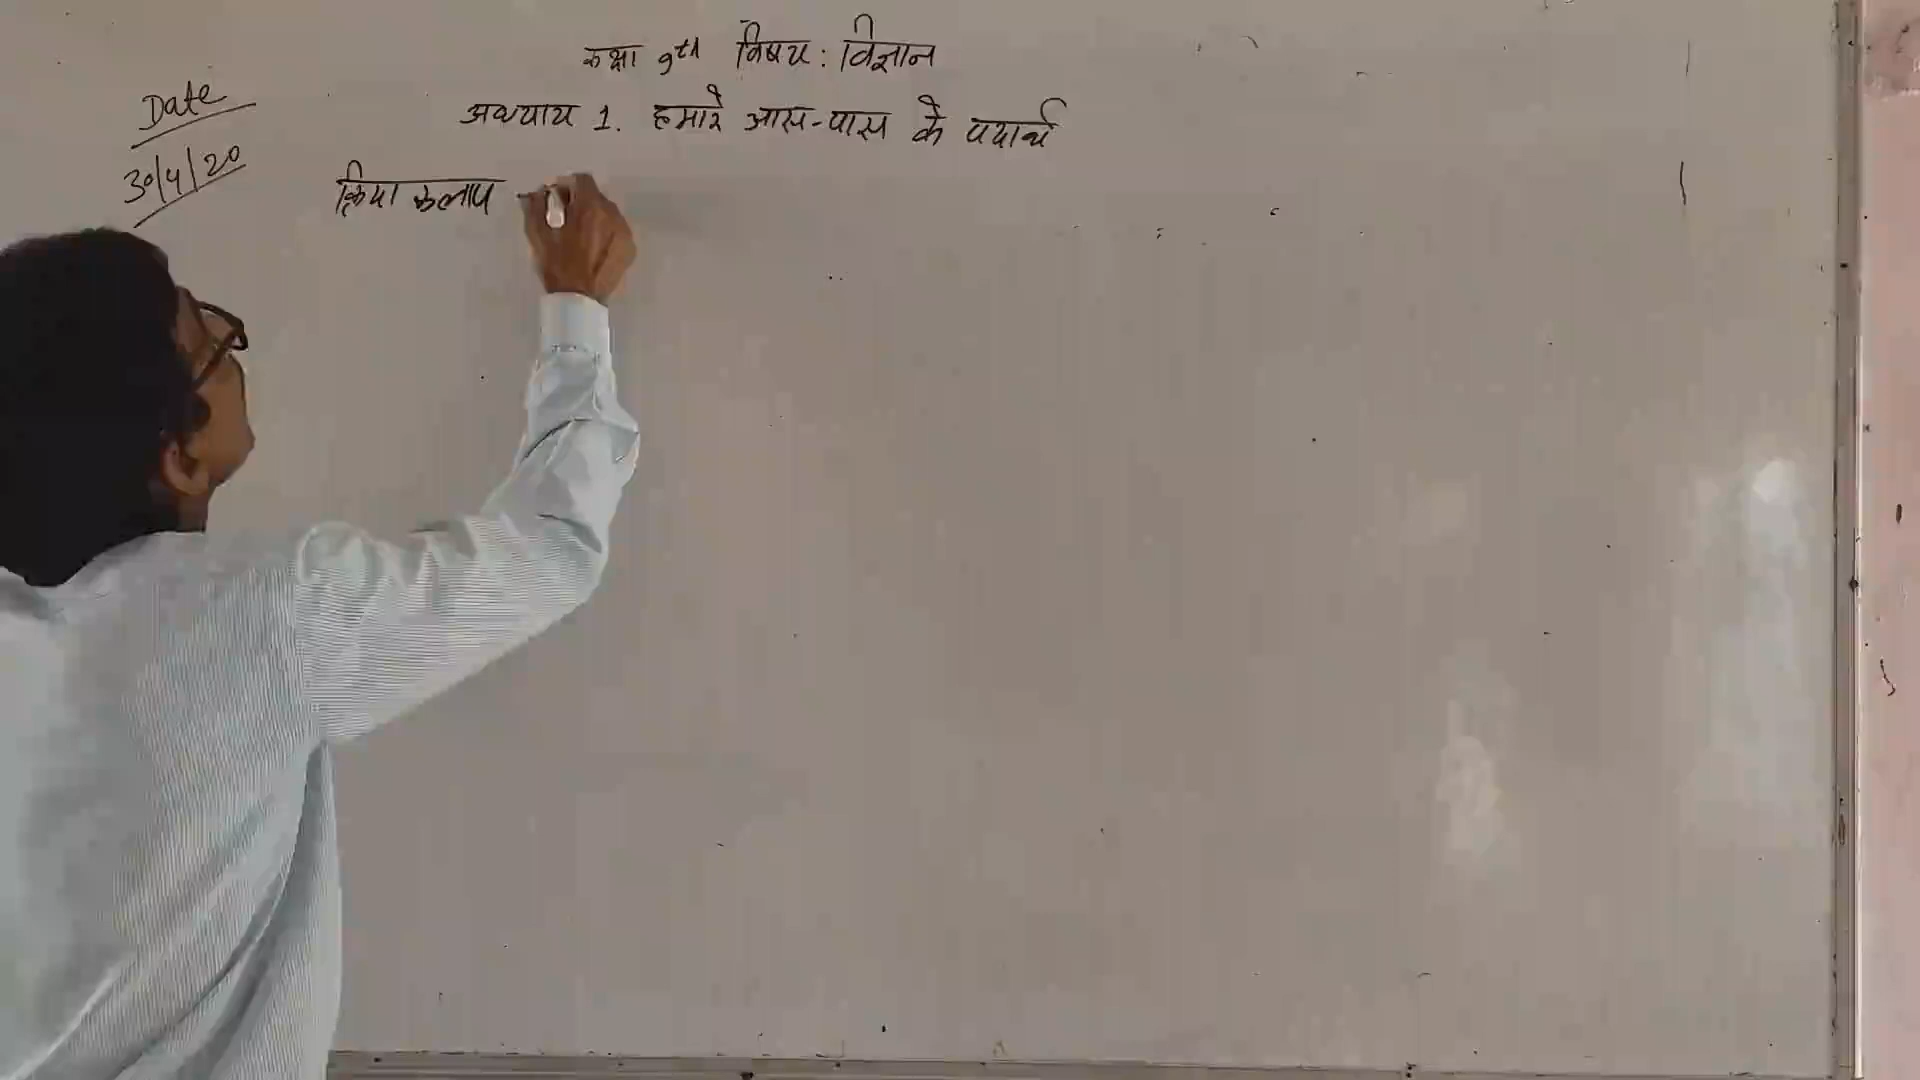 कक्षा 9th विषय : विज्ञान
अध्याय 1. हमारे आस-पास के पदार्थ
Date
30/4/20
क्रिया कलाप -